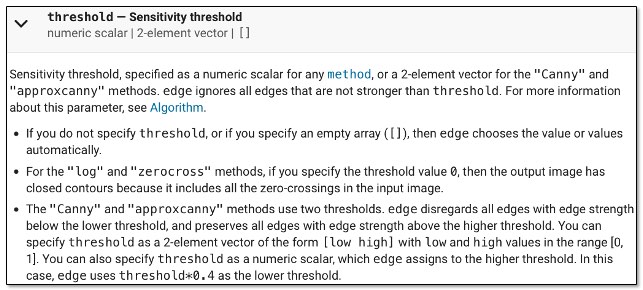 threshold — Sensitivity threshold
numeric scalar | 2-element vector | []
Sensitivity threshold, specified as a numeric scalar for any method, or a 2-element vector for the "Canny" and
"approxcanny" methods. edge ignores all edges that are not stronger than threshold. For more information
about this parameter, see Algorithm.
• If you do not specify threshold, or if you specify an empty array ([]), then edge chooses the value or values
automatically.
• For the "log" and "zerocross" methods, if you specify the threshold value 0, then the output image has
closed contours because it includes all the zero-crossings in the input image.
• The "Canny" and "approxcanny" methods use two thresholds. edge disregards all edges with edge strength
below the lower threshold, and preserves all edges with edge strength above the higher threshold. You can
specify threshold as a 2-element vector of the form [low high] with low and high values in the range [0,
1]. You can also specify threshold as a numeric scalar, which edge assigns to the higher threshold. In this
case, edge uses threshold*0.4 as the lower threshold.